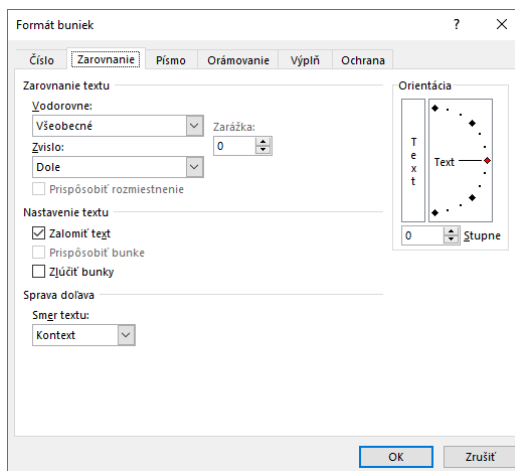 Formát buniek ? ×
Číslo Zarovnanie Písmo Orámovanie Výplň Ochrana
Zarovnanie textu
Vodorovne:
Všeobecné
Zarážka:
Zvislo:
0
Dole
Prispôsobiť rozmiestnenie
Nastavenie textu
Zalomiť text
Prispôsobiť bunke
Zlúčiť bunky
Sprava doľava
Smer textu:
Kontext
Orientácia
T
e
x
t
Text
0 Stupne
OK Zrušiť